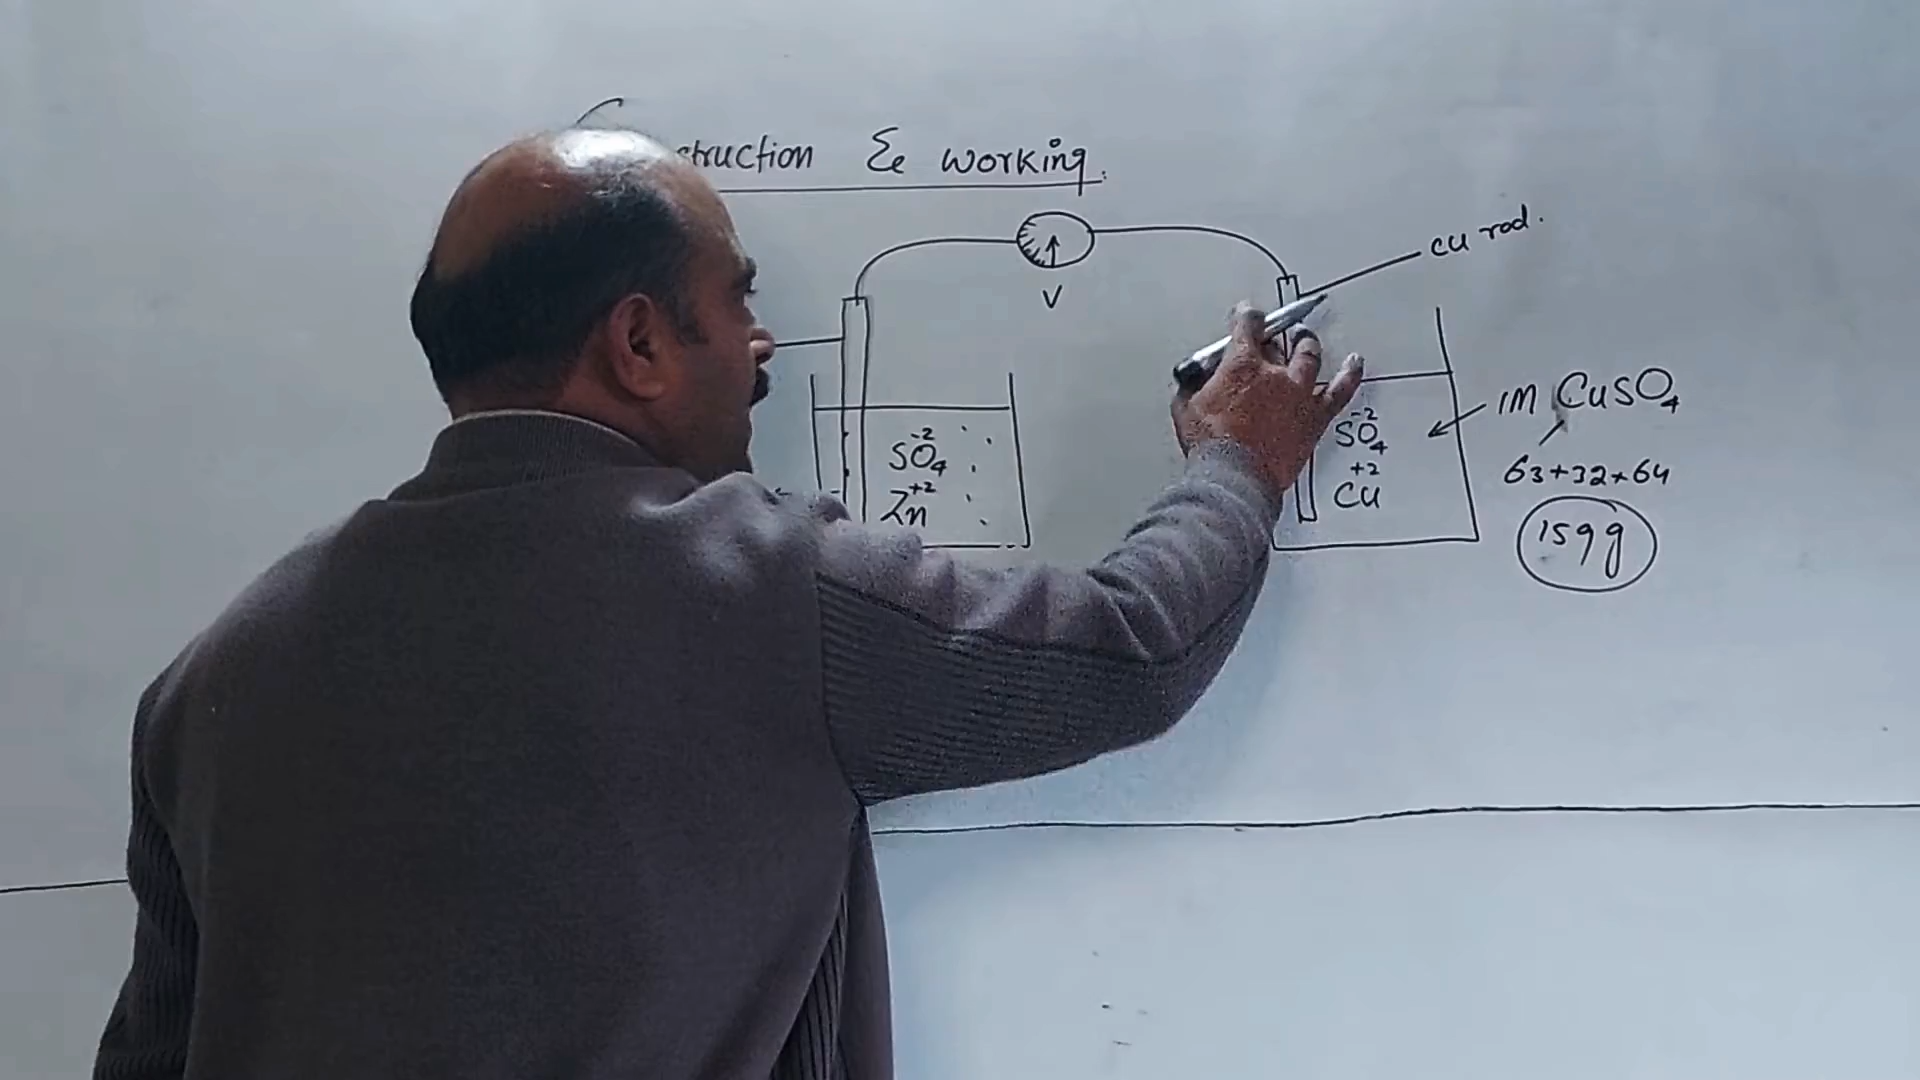 struction & working.
cu rod.
V
1M CuSO4
SO4-2
Zn+2
SO4-2
Cu+2
63+32+64
159g